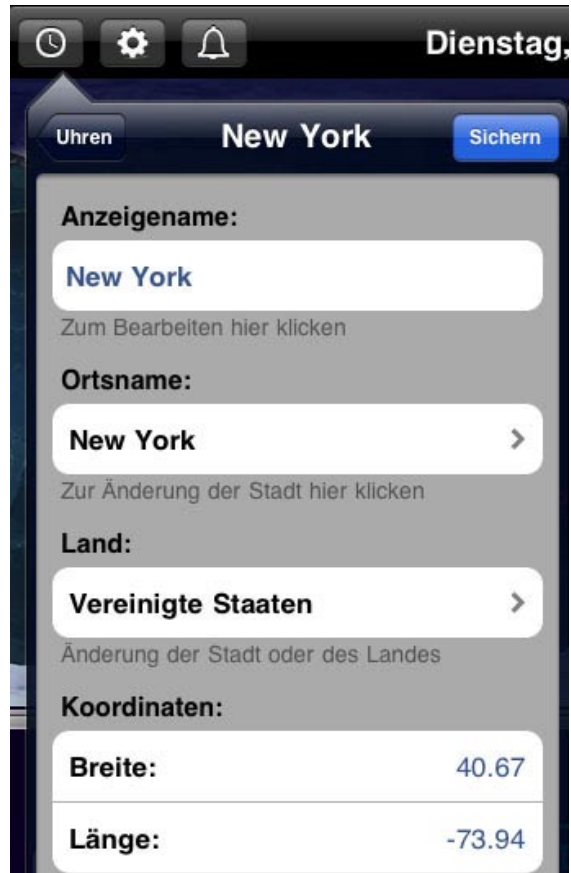 Dienstag,
Uhren New York Sichern
Anzeigename:
New York
Zum Bearbeiten hier klicken
Ortsname:
New York
Zur Änderung der Stadt hier klicken
Land:
Vereinigte Staaten
Änderung der Stadt oder des Landes
Koordinaten:
Breite: 40.67
Länge: -73.94